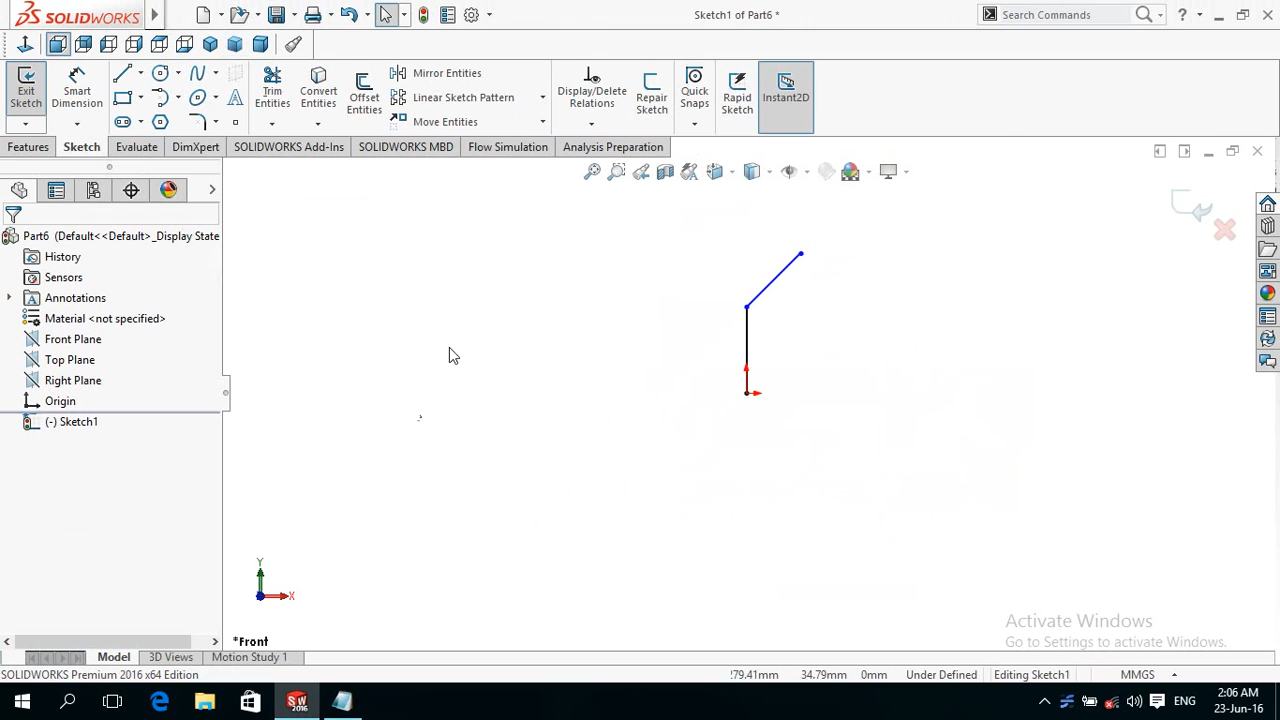 SOLIDWORKS
Sketch1 of Part6 *
Search Commands
?
Exit Sketch
Smart Dimension
Trim Entities
Convert Entities
Offset Entities
Mirror Entities
Linear Sketch Pattern
Move Entities
Display/Delete Relations
Repair Sketch
Quick Snaps
Rapid Sketch
Instant2D
Features
Sketch
Evaluate
DimXpert
SOLIDWORKS Add-Ins
SOLIDWORKS MBD
Flow Simulation
Analysis Preparation
Part6 (Default<<Default>_Display State
History
Sensors
Annotations
Material <not specified>
Front Plane
Top Plane
Right Plane
Origin
(-) Sketch1
Y
X
*Front
Activate Windows
Go to Settings to activate Windows.
Model
3D Views
Motion Study 1
SOLIDWORKS Premium 2016 x64 Edition
79.41mm
34.79mm
0mm
Under Defined
Editing Sketch1
MMGS
SW 2016
ENG
2:06 AM
23-Jun-16